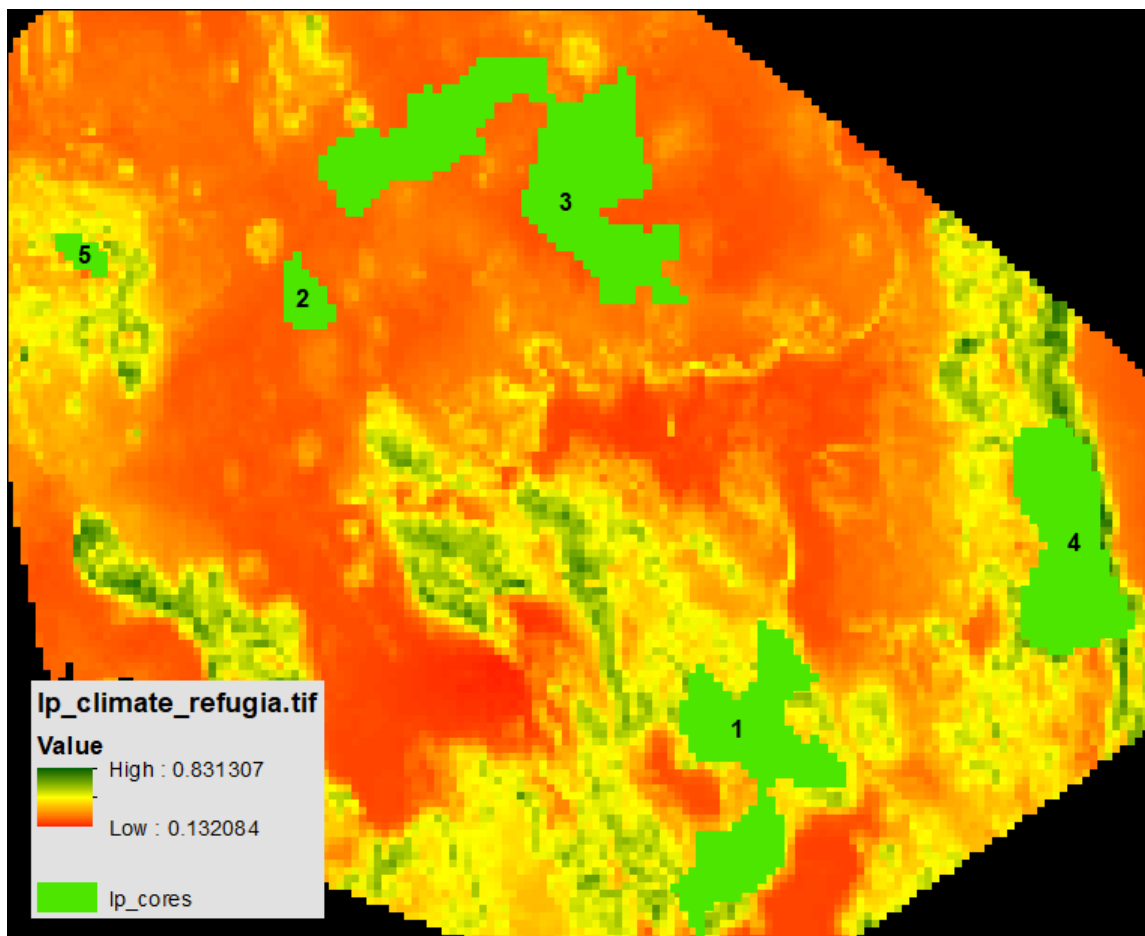 3
5
2
4
1
lp_climate_refugia.tif
Value
High : 0.831307
Low : 0.132084
lp_cores